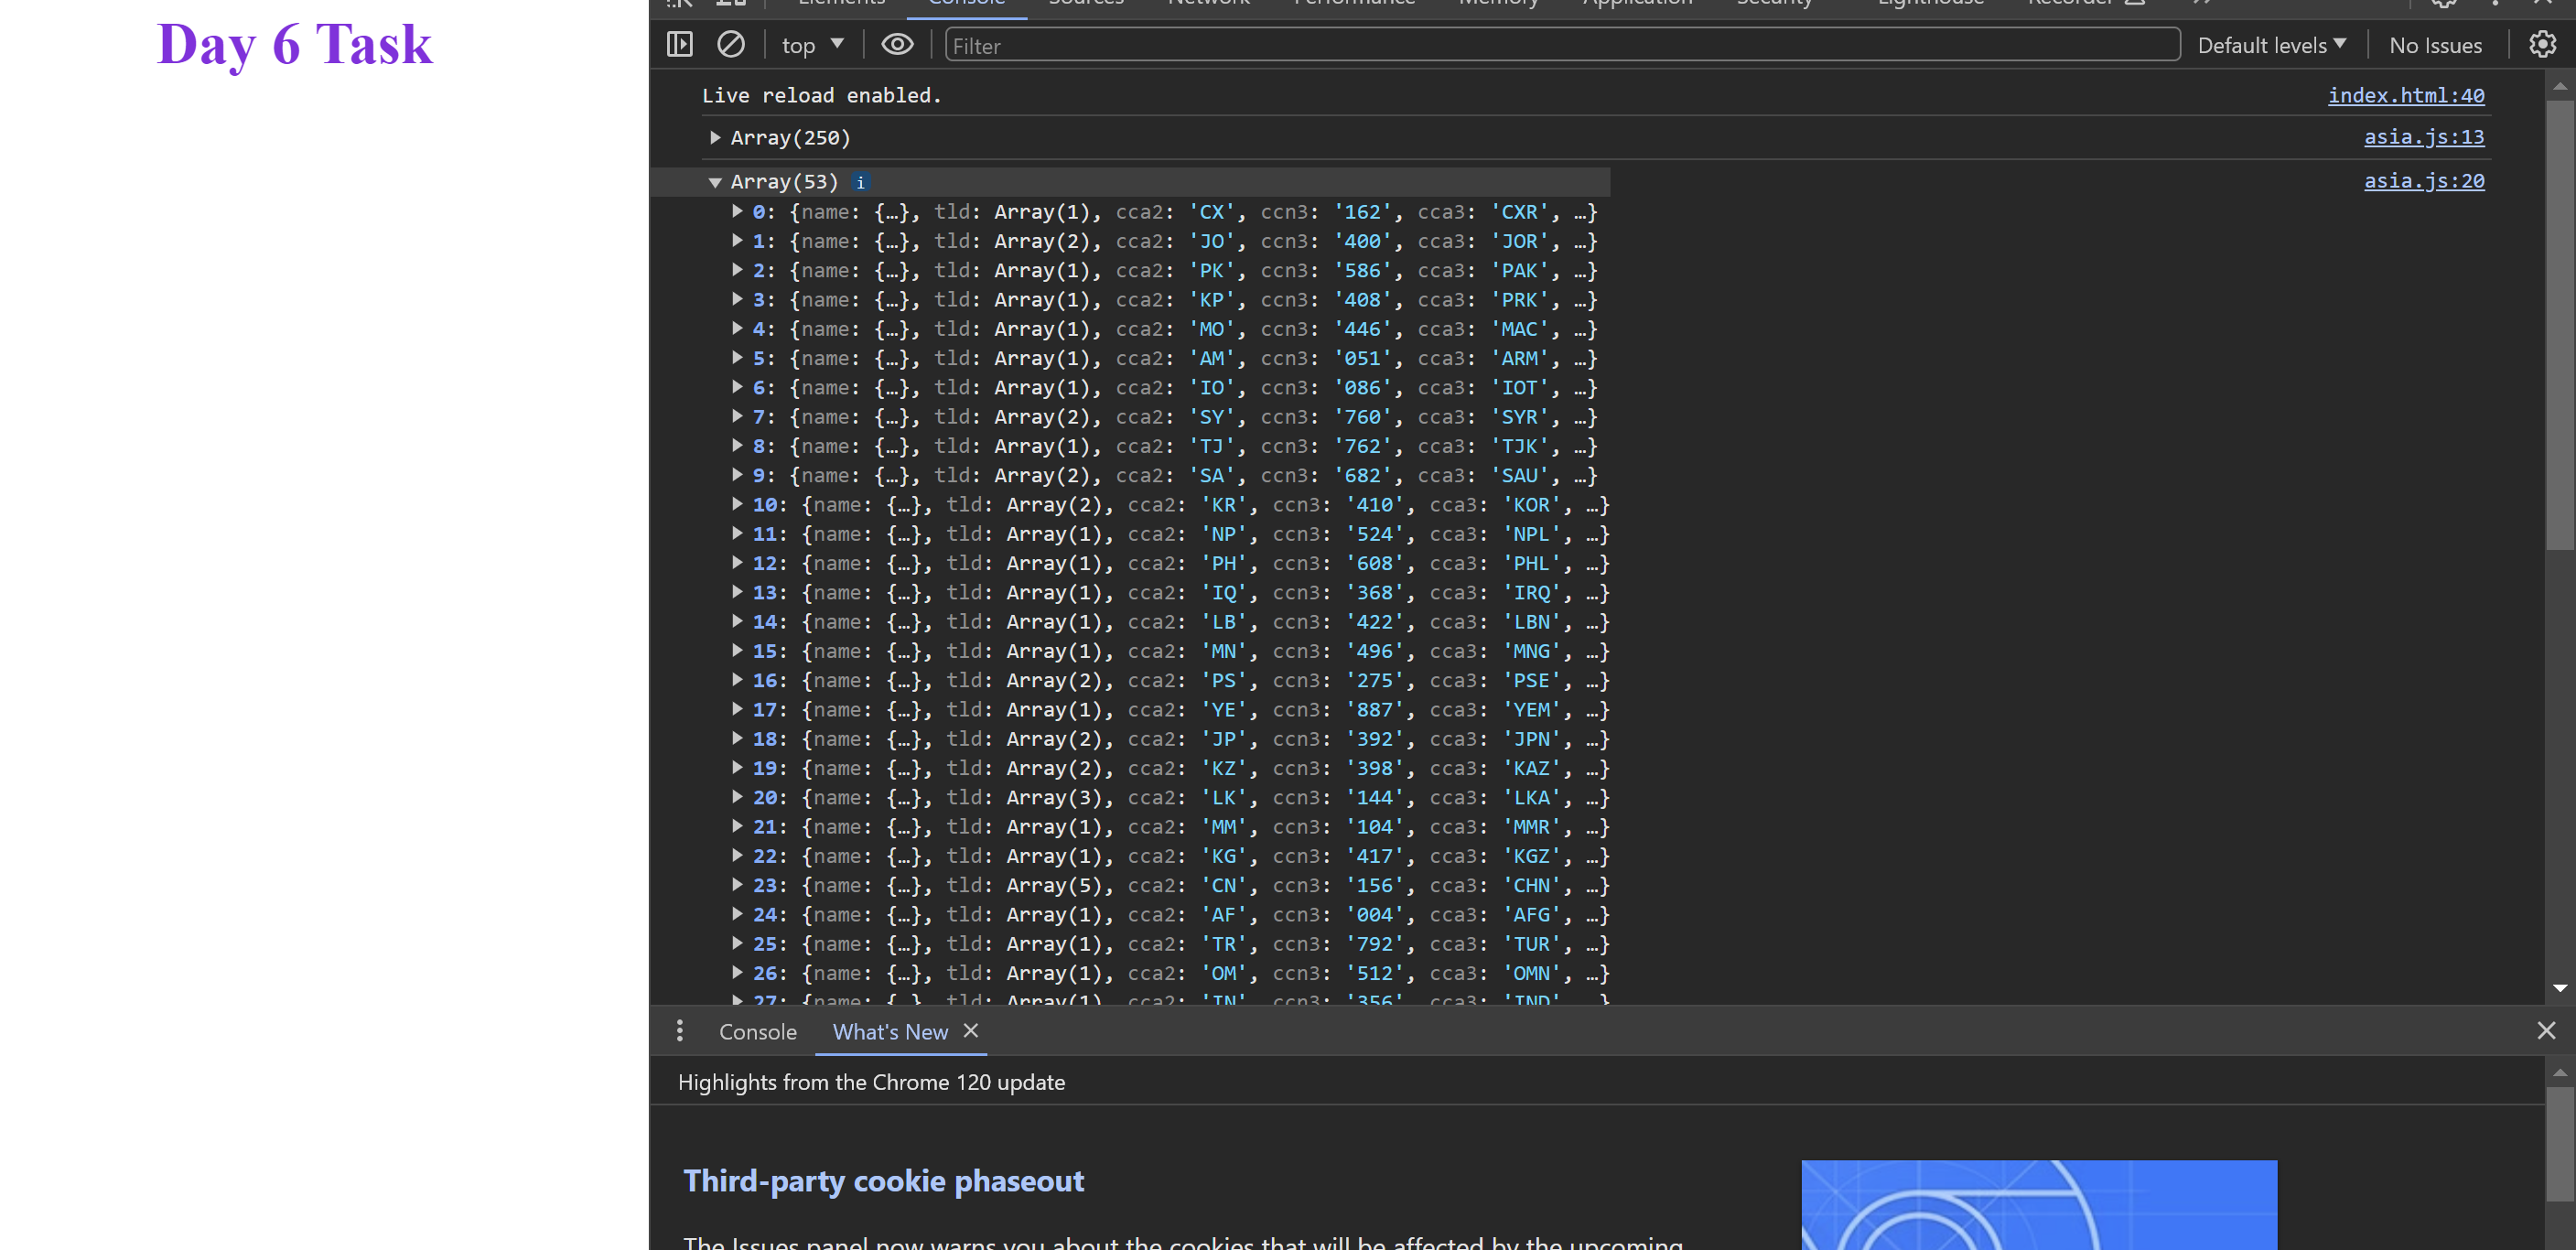 Day 6 Task
Elements Console Sources Network Performance Memory Application Security Lighthouse Recorder
top Filter Default levels No Issues
Live reload enabled. index.html:40
Array(250) asia.js:13
Array(53) i asia.js:20
0: {name: {…}, tld: Array(1), cca2: 'CX', ccn3: '162', cca3: 'CXR', …}
1: {name: {…}, tld: Array(2), cca2: 'JO', ccn3: '400', cca3: 'JOR', …}
2: {name: {…}, tld: Array(1), cca2: 'PK', ccn3: '586', cca3: 'PAK', …}
3: {name: {…}, tld: Array(1), cca2: 'KP', ccn3: '408', cca3: 'PRK', …}
4: {name: {…}, tld: Array(1), cca2: 'MO', ccn3: '446', cca3: 'MAC', …}
5: {name: {…}, tld: Array(1), cca2: 'AM', ccn3: '051', cca3: 'ARM', …}
6: {name: {…}, tld: Array(1), cca2: 'IO', ccn3: '086', cca3: 'IOT', …}
7: {name: {…}, tld: Array(2), cca2: 'SY', ccn3: '760', cca3: 'SYR', …}
8: {name: {…}, tld: Array(1), cca2: 'TJ', ccn3: '762', cca3: 'TJK', …}
9: {name: {…}, tld: Array(2), cca2: 'SA', ccn3: '682', cca3: 'SAU', …}
10: {name: {…}, tld: Array(2), cca2: 'KR', ccn3: '410', cca3: 'KOR', …}
11: {name: {…}, tld: Array(1), cca2: 'NP', ccn3: '524', cca3: 'NPL', …}
12: {name: {…}, tld: Array(1), cca2: 'PH', ccn3: '608', cca3: 'PHL', …}
13: {name: {…}, tld: Array(1), cca2: 'IQ', ccn3: '368', cca3: 'IRQ', …}
14: {name: {…}, tld: Array(1), cca2: 'LB', ccn3: '422', cca3: 'LBN', …}
15: {name: {…}, tld: Array(1), cca2: 'MN', ccn3: '496', cca3: 'MNG', …}
16: {name: {…}, tld: Array(2), cca2: 'PS', ccn3: '275', cca3: 'PSE', …}
17: {name: {…}, tld: Array(1), cca2: 'YE', ccn3: '887', cca3: 'YEM', …}
18: {name: {…}, tld: Array(2), cca2: 'JP', ccn3: '392', cca3: 'JPN', …}
19: {name: {…}, tld: Array(2), cca2: 'KZ', ccn3: '398', cca3: 'KAZ', …}
20: {name: {…}, tld: Array(3), cca2: 'LK', ccn3: '144', cca3: 'LKA', …}
21: {name: {…}, tld: Array(1), cca2: 'MM', ccn3: '104', cca3: 'MMR', …}
22: {name: {…}, tld: Array(1), cca2: 'KG', ccn3: '417', cca3: 'KGZ', …}
23: {name: {…}, tld: Array(5), cca2: 'CN', ccn3: '156', cca3: 'CHN', …}
24: {name: {…}, tld: Array(1), cca2: 'AF', ccn3: '004', cca3: 'AFG', …}
25: {name: {…}, tld: Array(1), cca2: 'TR', ccn3: '792', cca3: 'TUR', …}
26: {name: {…}, tld: Array(1), cca2: 'OM', ccn3: '512', cca3: 'OMN', …}
27: {name: {…}, tld: Array(1), cca2: 'IN', ccn3: '356', cca3: 'IND', …}
Console What's New
Highlights from the Chrome 120 update
Third-party cookie phaseout
The Issues panel now warns you about the cookies that will be affected by the upcoming